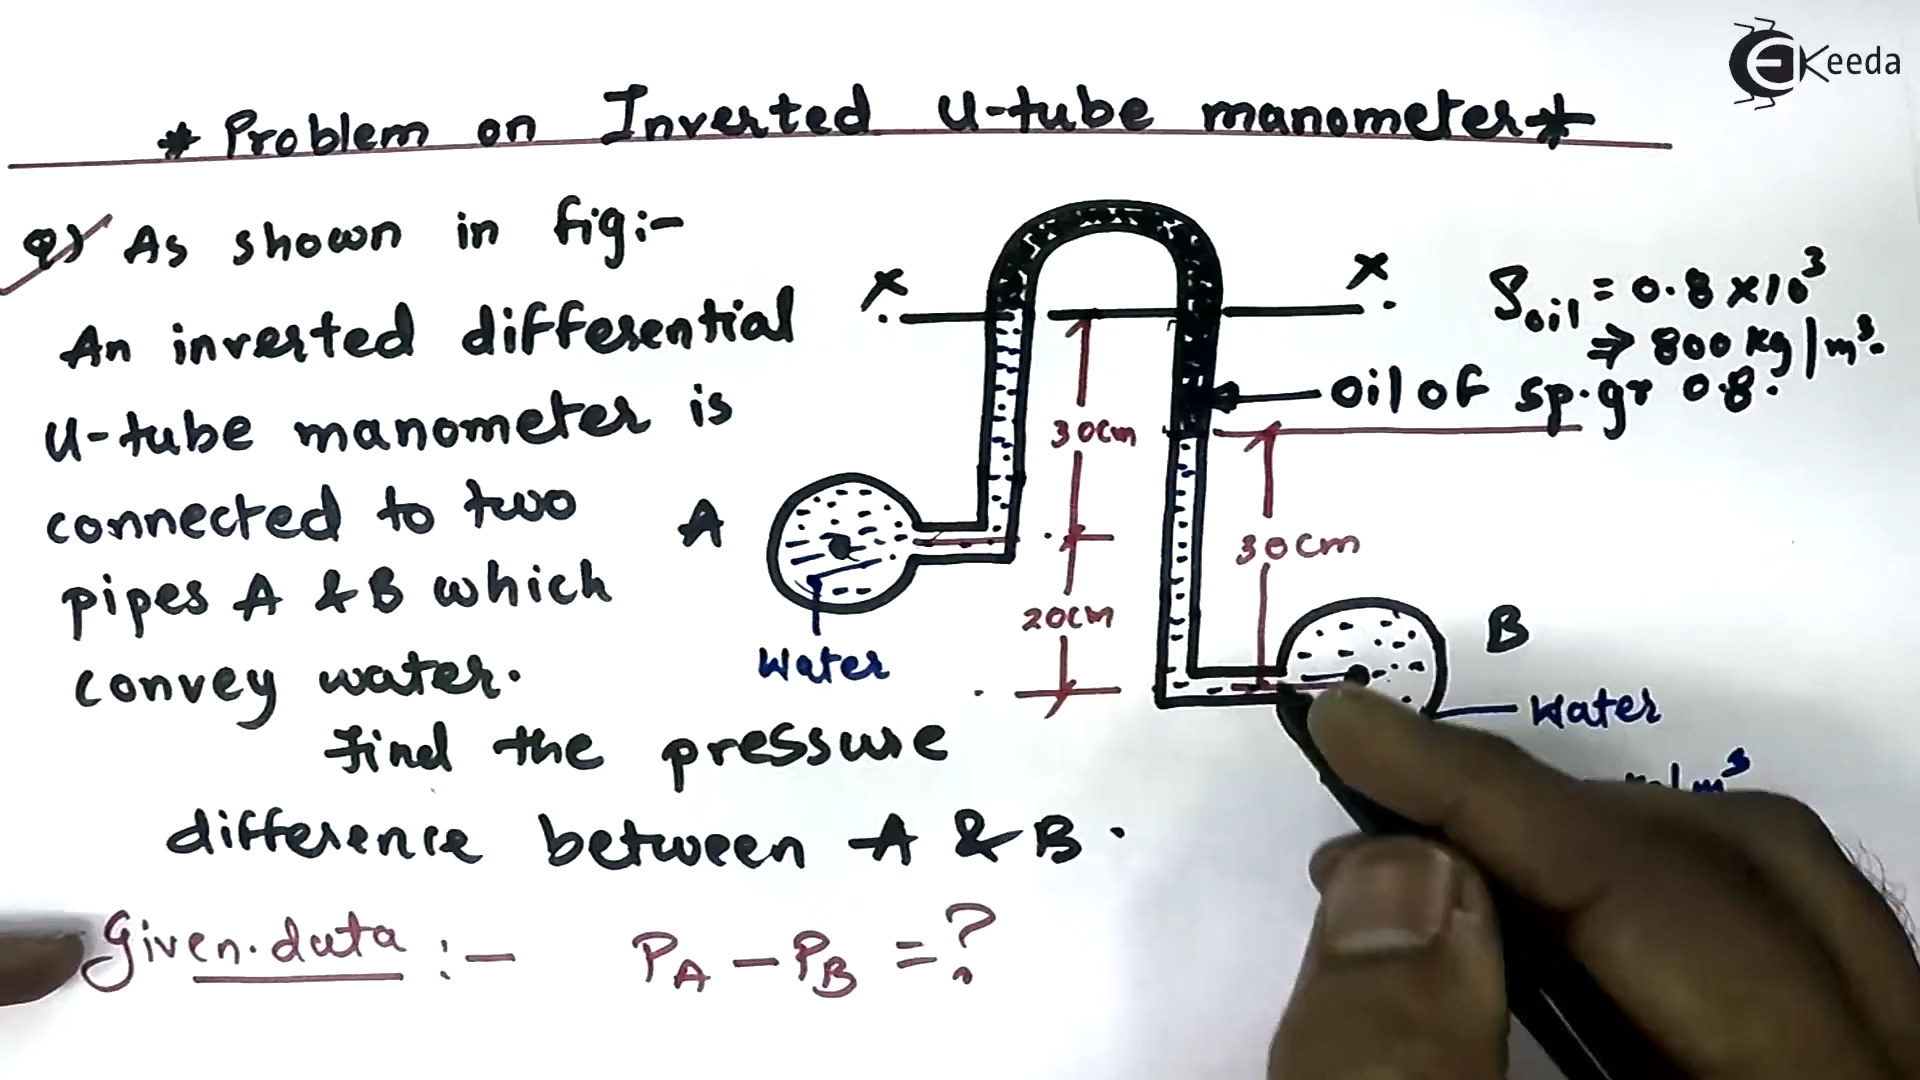 EKeeda
* Problem on Inverted U-tube manometer *
Q) As shown in fig:-
An inverted differential
U-tube manometer is
connected to two
pipes A & B which
convey water.
Find the pressure
difference between A & B.
Given data :- PA - PB = ?
X X
ρoil = 0.8 × 10³
⇒ 800 kg/m³.
oil of sp.gr 0.8.
30cm
30cm
20cm
A
Water
B
Water
m³